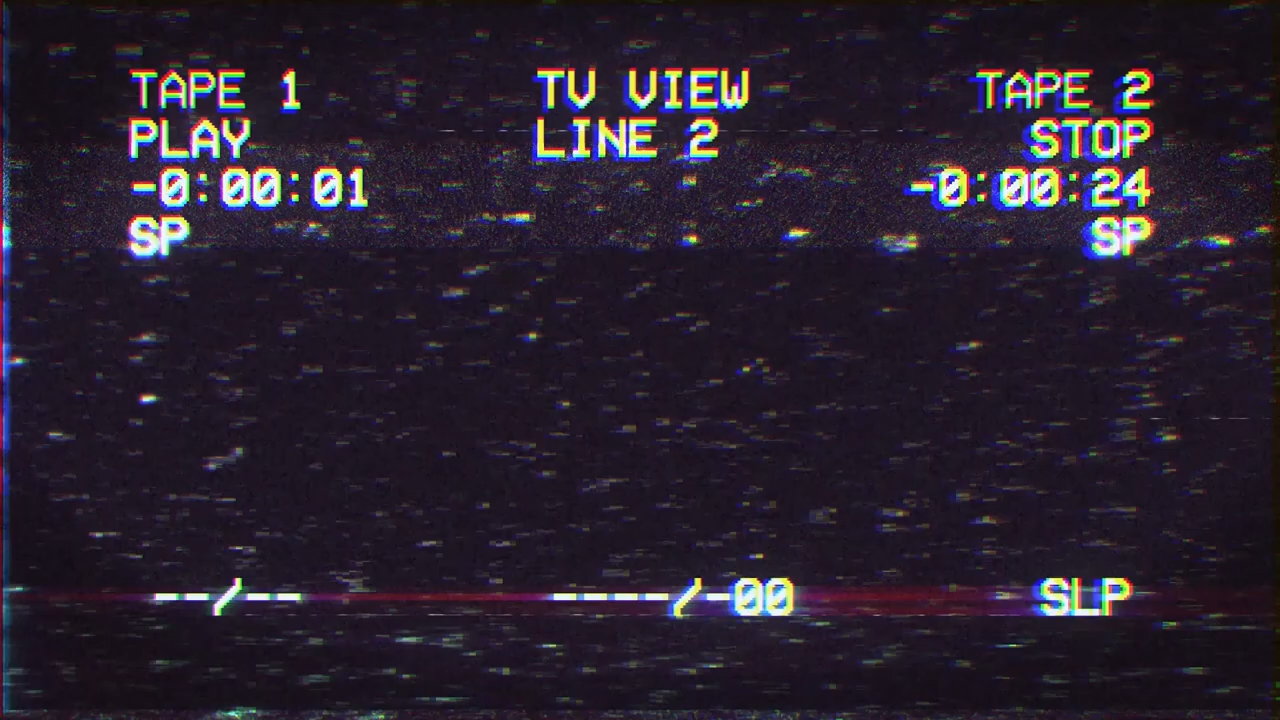 TAPE 1 TV VIEW TAPE 2
PLAY LINE 2 STOP
-0:00:01 -0:00:24
SP SP
--/-- ----/-00 SLP